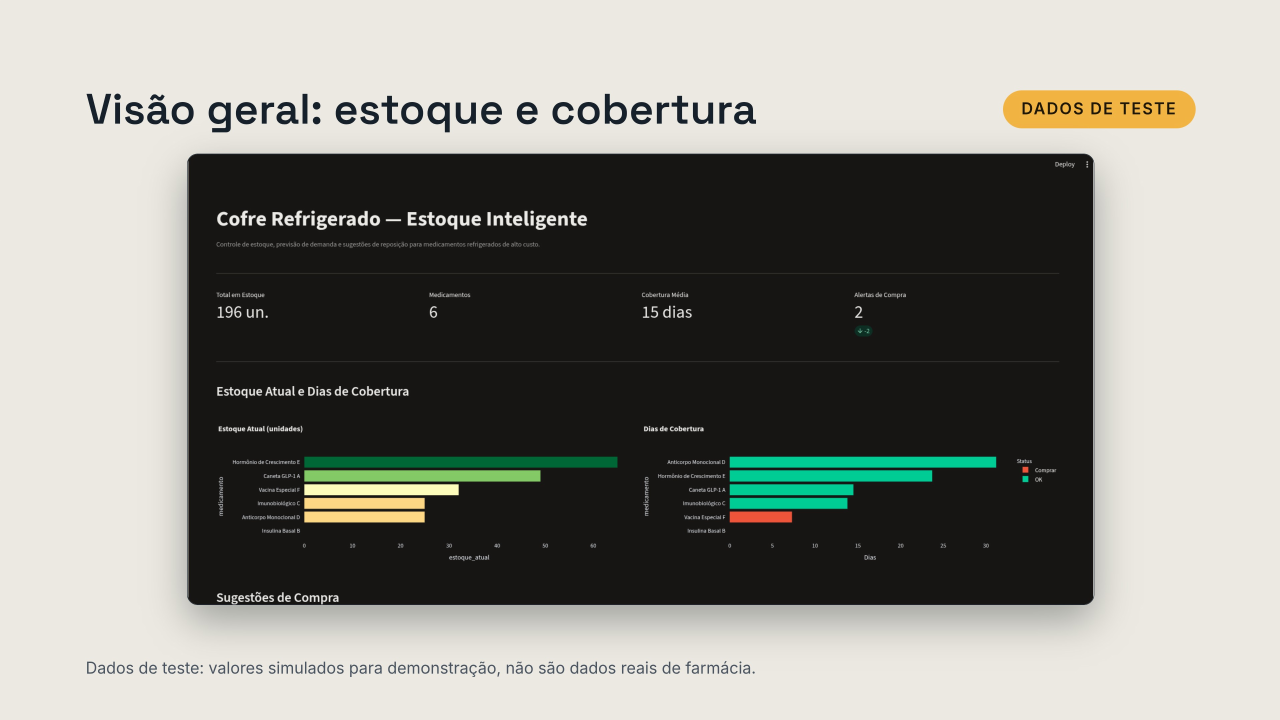 Visão geral: estoque e cobertura
DADOS DE TESTE
Deploy
Cofre Refrigerado — Estoque Inteligente
Controle de estoque, previsão de demanda e sugestões de reposição para medicamentos refrigerados de alto custo.
Total em Estoque
196 un.
Medicamentos
6
Cobertura Média
15 dias
Alertas de Compra
2
↓ -2
Estoque Atual e Dias de Cobertura
Estoque Atual (unidades)
medicamento
Hormônio de Crescimento E
Caneta GLP-1 A
Vacina Especial F
Imunobiológico C
Anticorpo Monocional D
Insulina Basal B
0 10 20 30 40 50 60
estoque_atual
Dias de Cobertura
medicamento
Anticorpo Monocional D
Hormônio de Crescimento E
Caneta GLP-1 A
Imunobiológico C
Vacina Especial F
Insulina Basal B
0 5 10 15 20 25 30
Dias
Status
Comprar
OK
Sugestões de Compra
Dados de teste: valores simulados para demonstração, não são dados reais de farmácia.